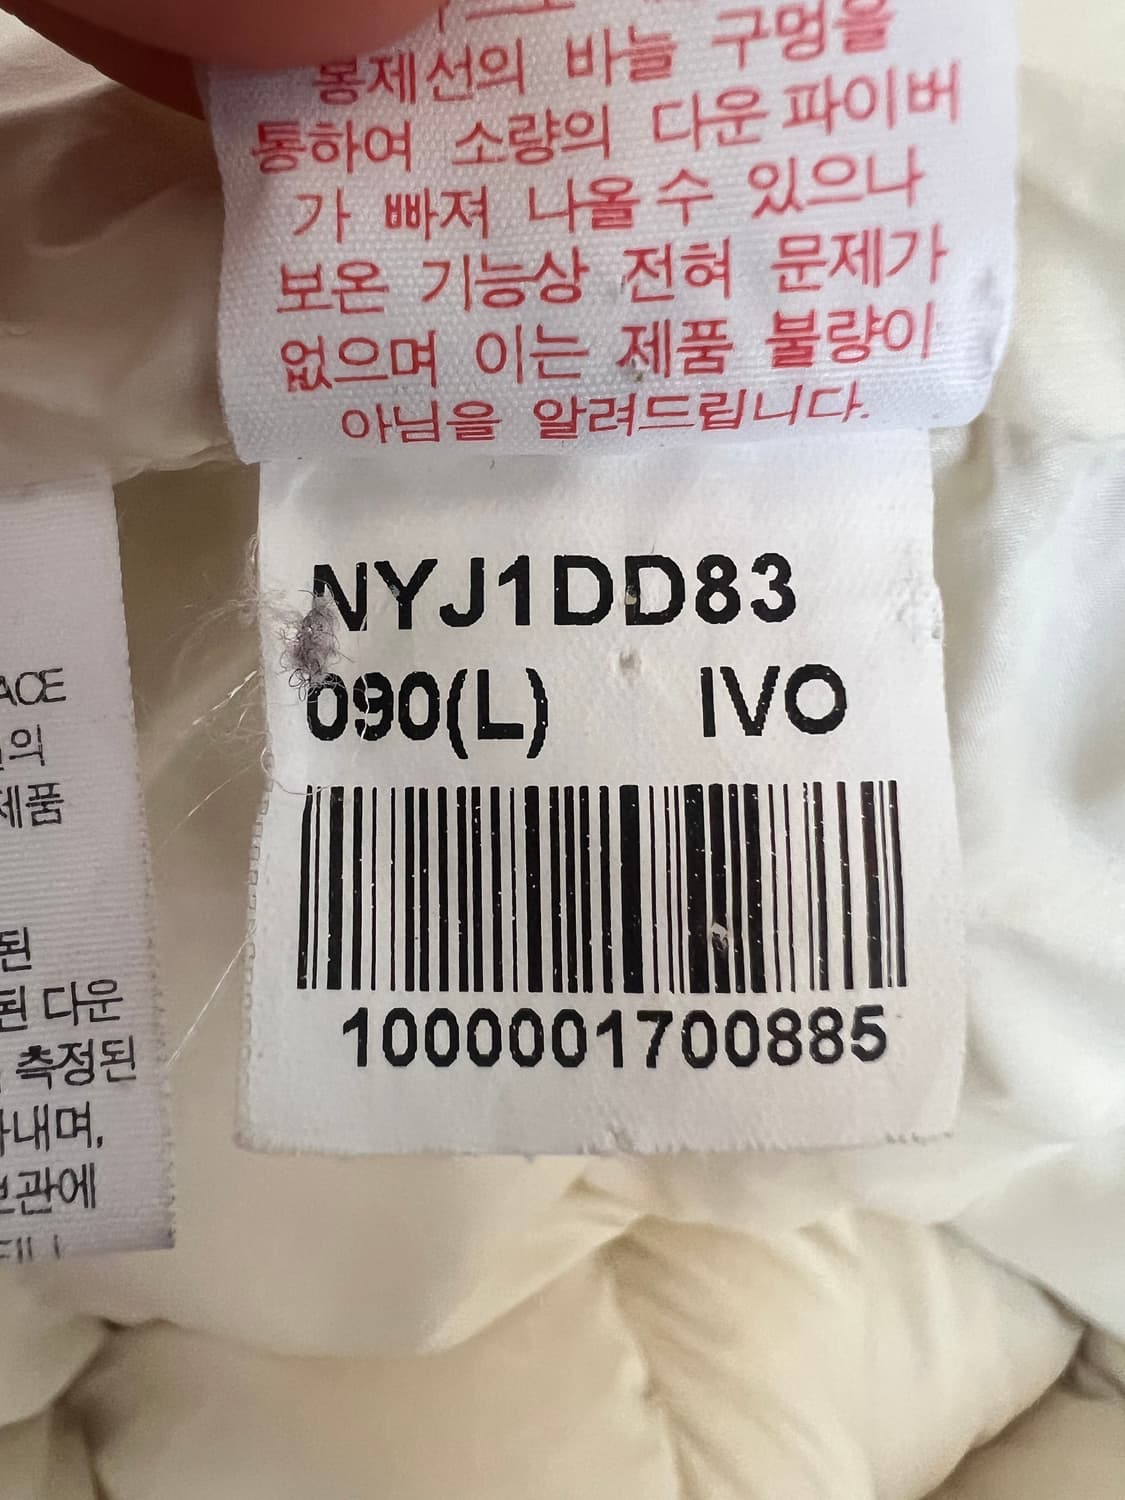 봉제선의 바늘 구멍을
통하여 소량의 다운 파이버
가 빠져 나올 수 있으나
보온 기능상 전혀 문제가
없으며 이는 제품 불량이
아님을 알려드립니다.
NYJ1DD83
090(L) IVO
1000001700885
ACE
의
제품
된
된 다운
측정된
내며,
관에